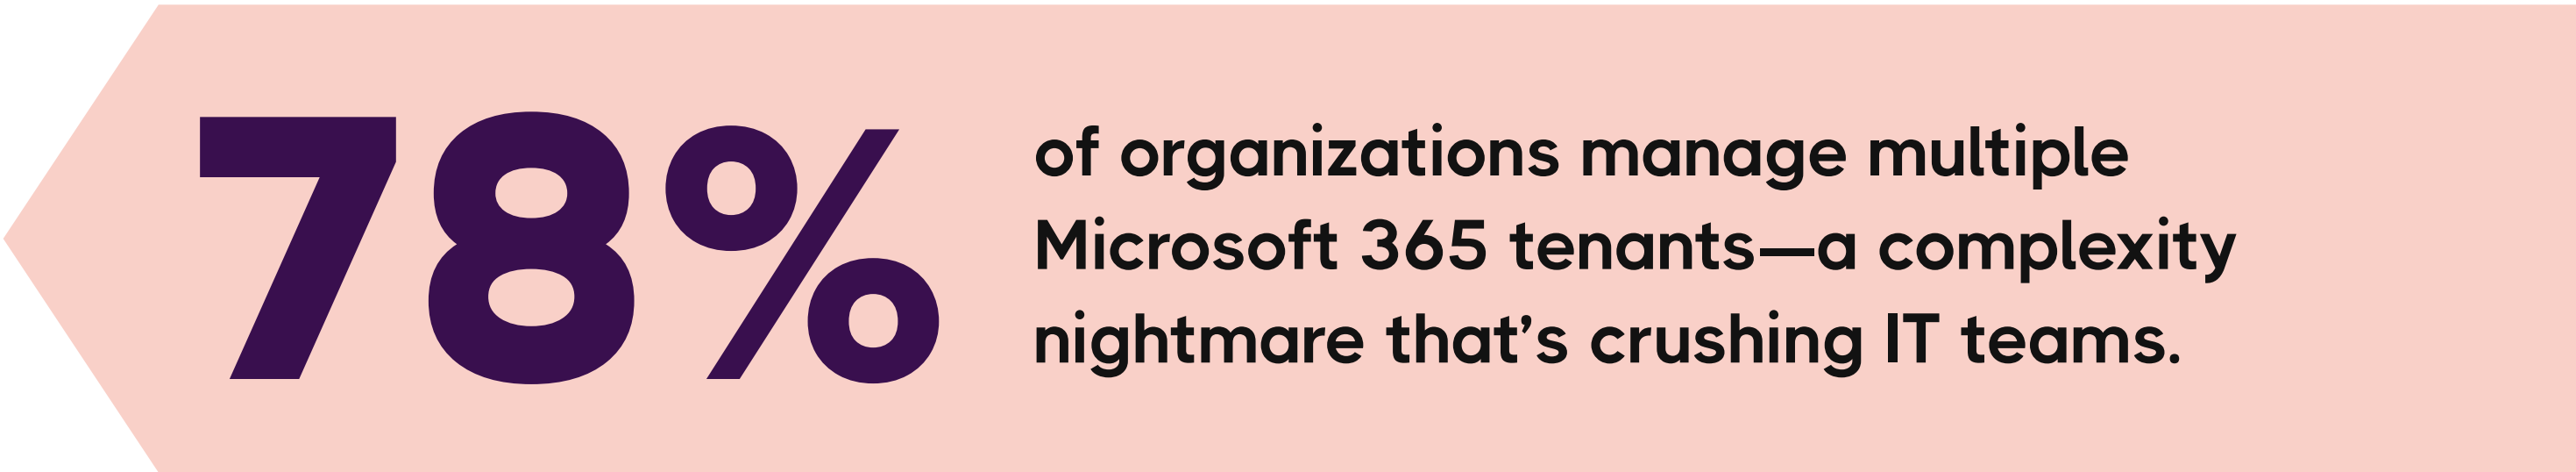 78%
of organizations manage multiple
Microsoft 365 tenants—a complexity
nightmare that’s crushing IT teams.